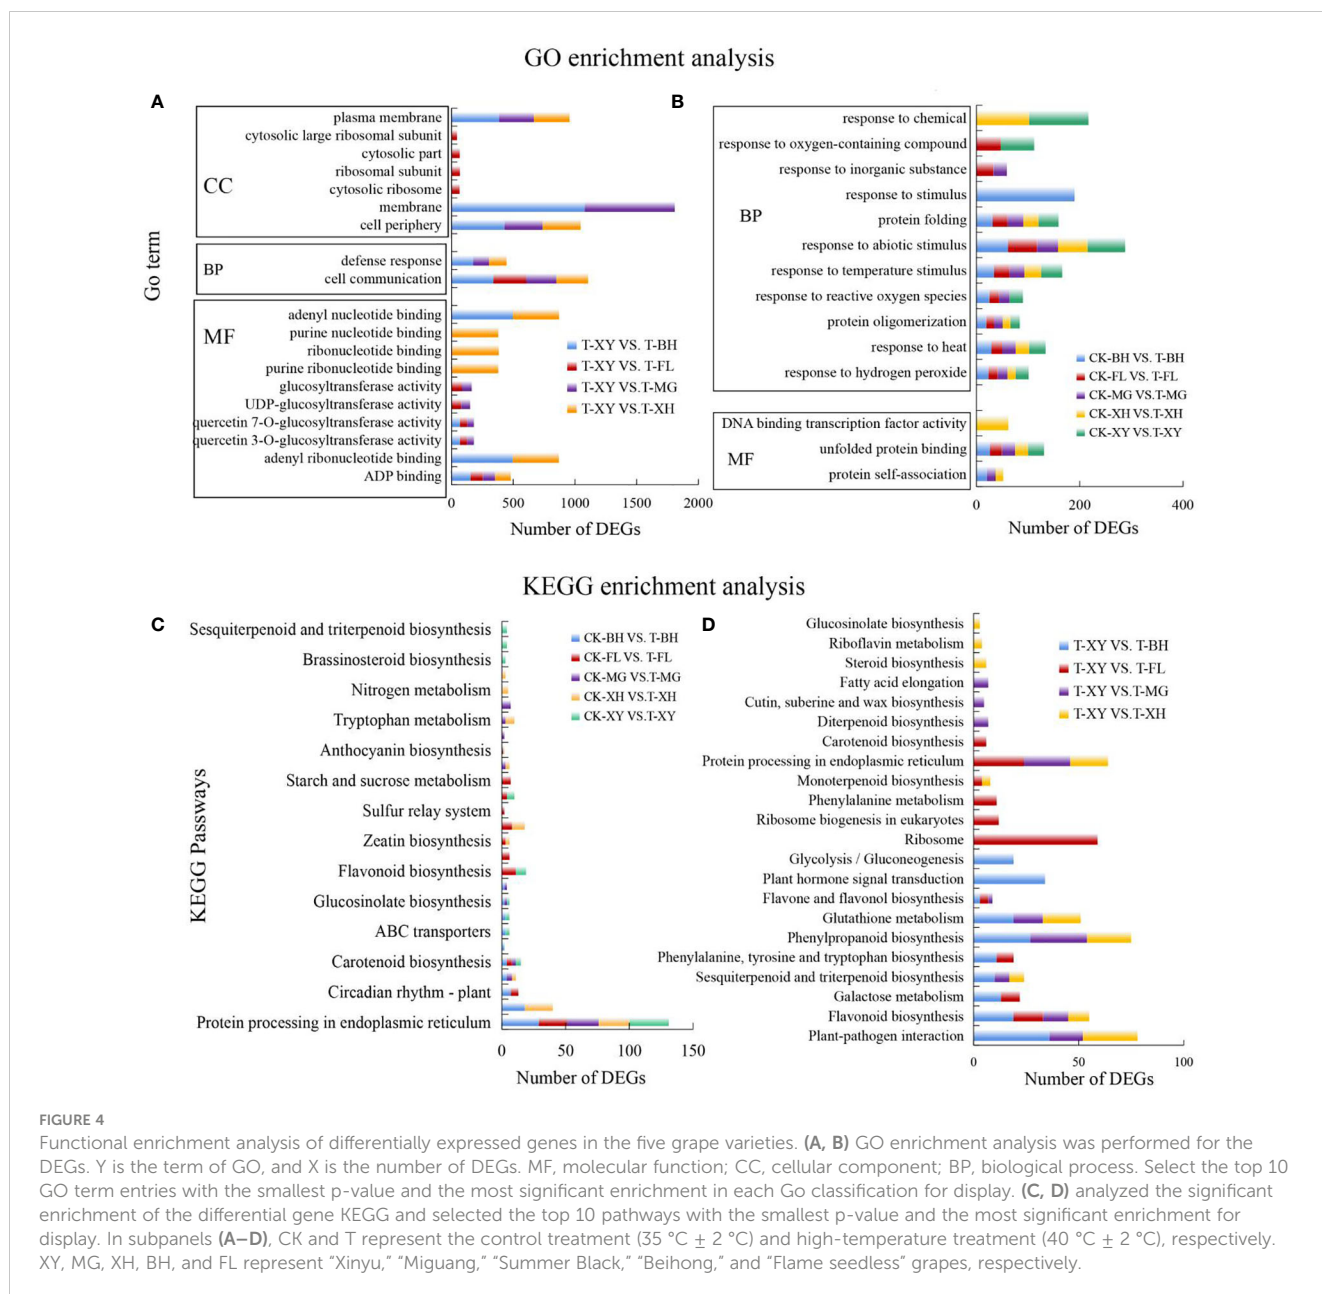 GO enrichment analysis
A
Go term
CC
plasma membrane
cytosolic large ribosomal subunit
cytosolic part
ribosomal subunit
cytosolic ribosome
membrane
cell periphery
BP
defense response
cell communication
MF
adenyl nucleotide binding
purine nucleotide binding
ribonucleotide binding
purine ribonucleotide binding
glucosyltransferase activity
UDP-glucosyltransferase activity
quercetin 7-O-glucosyltransferase activity
quercetin 3-O-glucosyltransferase activity
adenyl ribonucleotide binding
ADP binding
T-XY VS. T-BH
T-XY VS. T-FL
T-XY VS.T-MG
T-XY VS.T-XH
0 500 1000 1500 2000
Number of DEGs
B
BP
response to chemical
response to oxygen-containing compound
response to inorganic substance
response to stimulus
protein folding
response to abiotic stimulus
response to temperature stimulus
response to reactive oxygen species
protein oligomerization
response to heat
response to hydrogen peroxide
MF
DNA binding transcription factor activity
unfolded protein binding
protein self-association
CK-BH VS. T-BH
CK-FL VS. T-FL
CK-MG VS.T-MG
CK-XH VS.T-XH
CK-XY VS.T-XY
0 200 400
Number of DEGs
KEGG enrichment analysis
C
KEGG Passways
Sesquiterpenoid and triterpenoid biosynthesis
Brassinosteroid biosynthesis
Nitrogen metabolism
Tryptophan metabolism
Anthocyanin biosynthesis
Starch and sucrose metabolism
Sulfur relay system
Zeatin biosynthesis
Flavonoid biosynthesis
Glucosinolate biosynthesis
ABC transporters
Carotenoid biosynthesis
Circadian rhythm - plant
Protein processing in endoplasmic reticulum
CK-BH VS. T-BH
CK-FL VS. T-FL
CK-MG VS.T-MG
CK-XH VS.T-XH
CK-XY VS.T-XY
0 50 100 150
Number of DEGs
D
Glucosinolate biosynthesis
Riboflavin metabolism
Steroid biosynthesis
Fatty acid elongation
Cutin, suberine and wax biosynthesis
Diterpenoid biosynthesis
Carotenoid biosynthesis
Protein processing in endoplasmic reticulum
Monoterpenoid biosynthesis
Phenylalanine metabolism
Ribosome biogenesis in eukaryotes
Ribosome
Glycolysis / Gluconeogenesis
Plant hormone signal transduction
Flavone and flavonol biosynthesis
Glutathione metabolism
Phenylpropanoid biosynthesis
Phenylalanine, tyrosine and tryptophan biosynthesis
Sesquiterpenoid and triterpenoid biosynthesis
Galactose metabolism
Flavonoid biosynthesis
Plant-pathogen interaction
T-XY VS. T-BH
T-XY VS. T-FL
T-XY VS.T-MG
T-XY VS.T-XH
0 50 100
Number of DEGs
FIGURE 4
Functional enrichment analysis of differentially expressed genes in the five grape varieties. (A, B) GO enrichment analysis was performed for the
DEGs. Y is the term of GO, and X is the number of DEGs. MF, molecular function; CC, cellular component; BP, biological process. Select the top 10
GO term entries with the smallest p-value and the most significant enrichment in each Go classification for display. (C, D) analyzed the significant
enrichment of the differential gene KEGG and selected the top 10 pathways with the smallest p-value and the most significant enrichment for
display. In subpanels (A–D), CK and T represent the control treatment (35 °C ± 2 °C) and high-temperature treatment (40 °C ± 2 °C), respectively.
XY, MG, XH, BH, and FL represent “Xinyu,” “Miguang,” “Summer Black,” “Beihong,” and “Flame seedless” grapes, respectively.